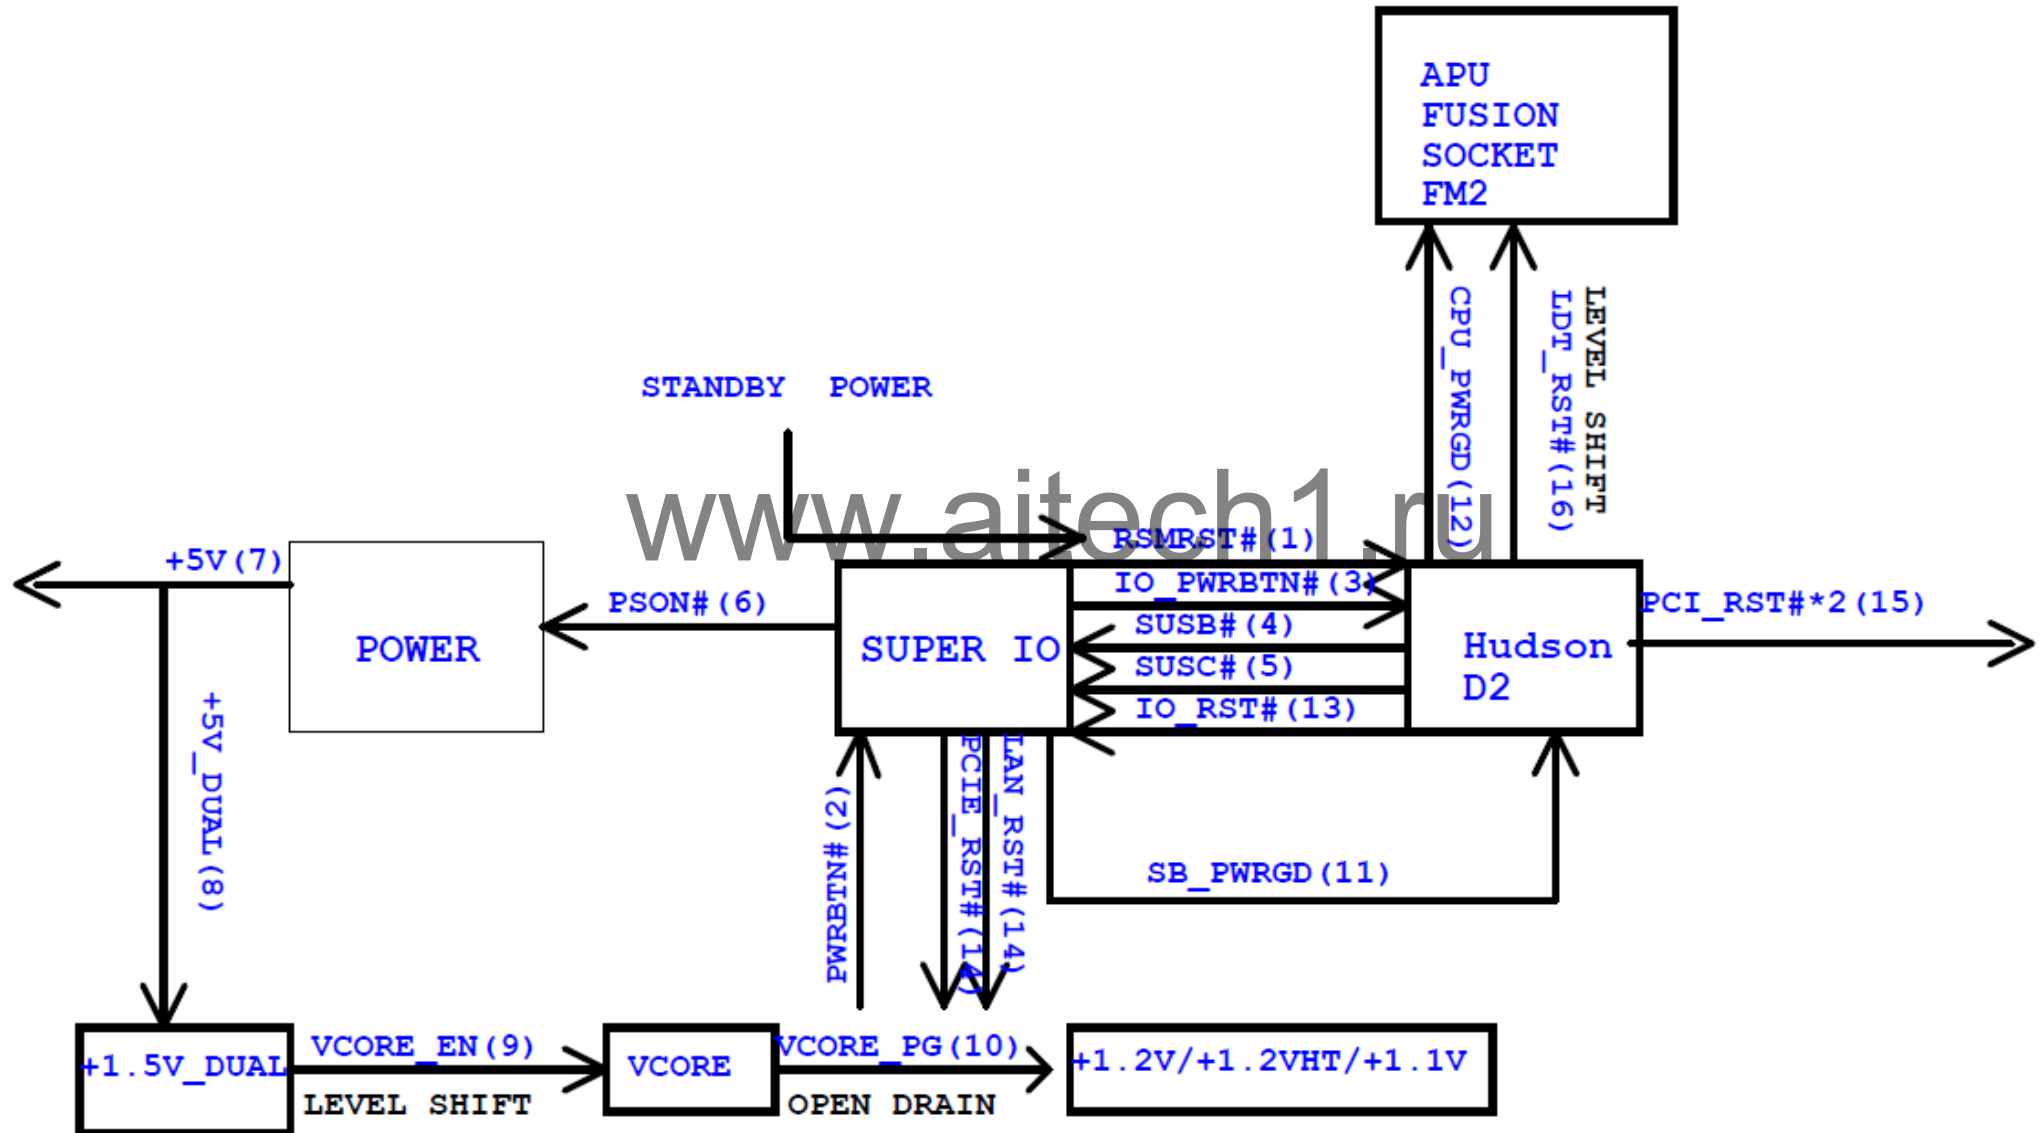 APU
FUSION
SOCKET
FM2
CPU_PWRGD(12)
LDT_RST#(16)
LEVEL SHIFT
STANDBY POWER
www.aitech1.ru
RSMRST#(1)
+5V(7)
IO_PWRBTN#(3)
PSON#(6)
PCI_RST#*2(15)
SUSB#(4)
POWER
SUPER IO
Hudson
D2
SUSC#(5)
IO_RST#(13)
+5V_DUAL(8)
PWRBTN#(2)
PCIE_RST#(14)
LAN_RST#(14)
SB_PWRGD(11)
+1.5V_DUAL
VCORE_EN(9)
LEVEL SHIFT
VCORE
VCORE_PG(10)
OPEN DRAIN
+1.2V/+1.2VHT/+1.1V